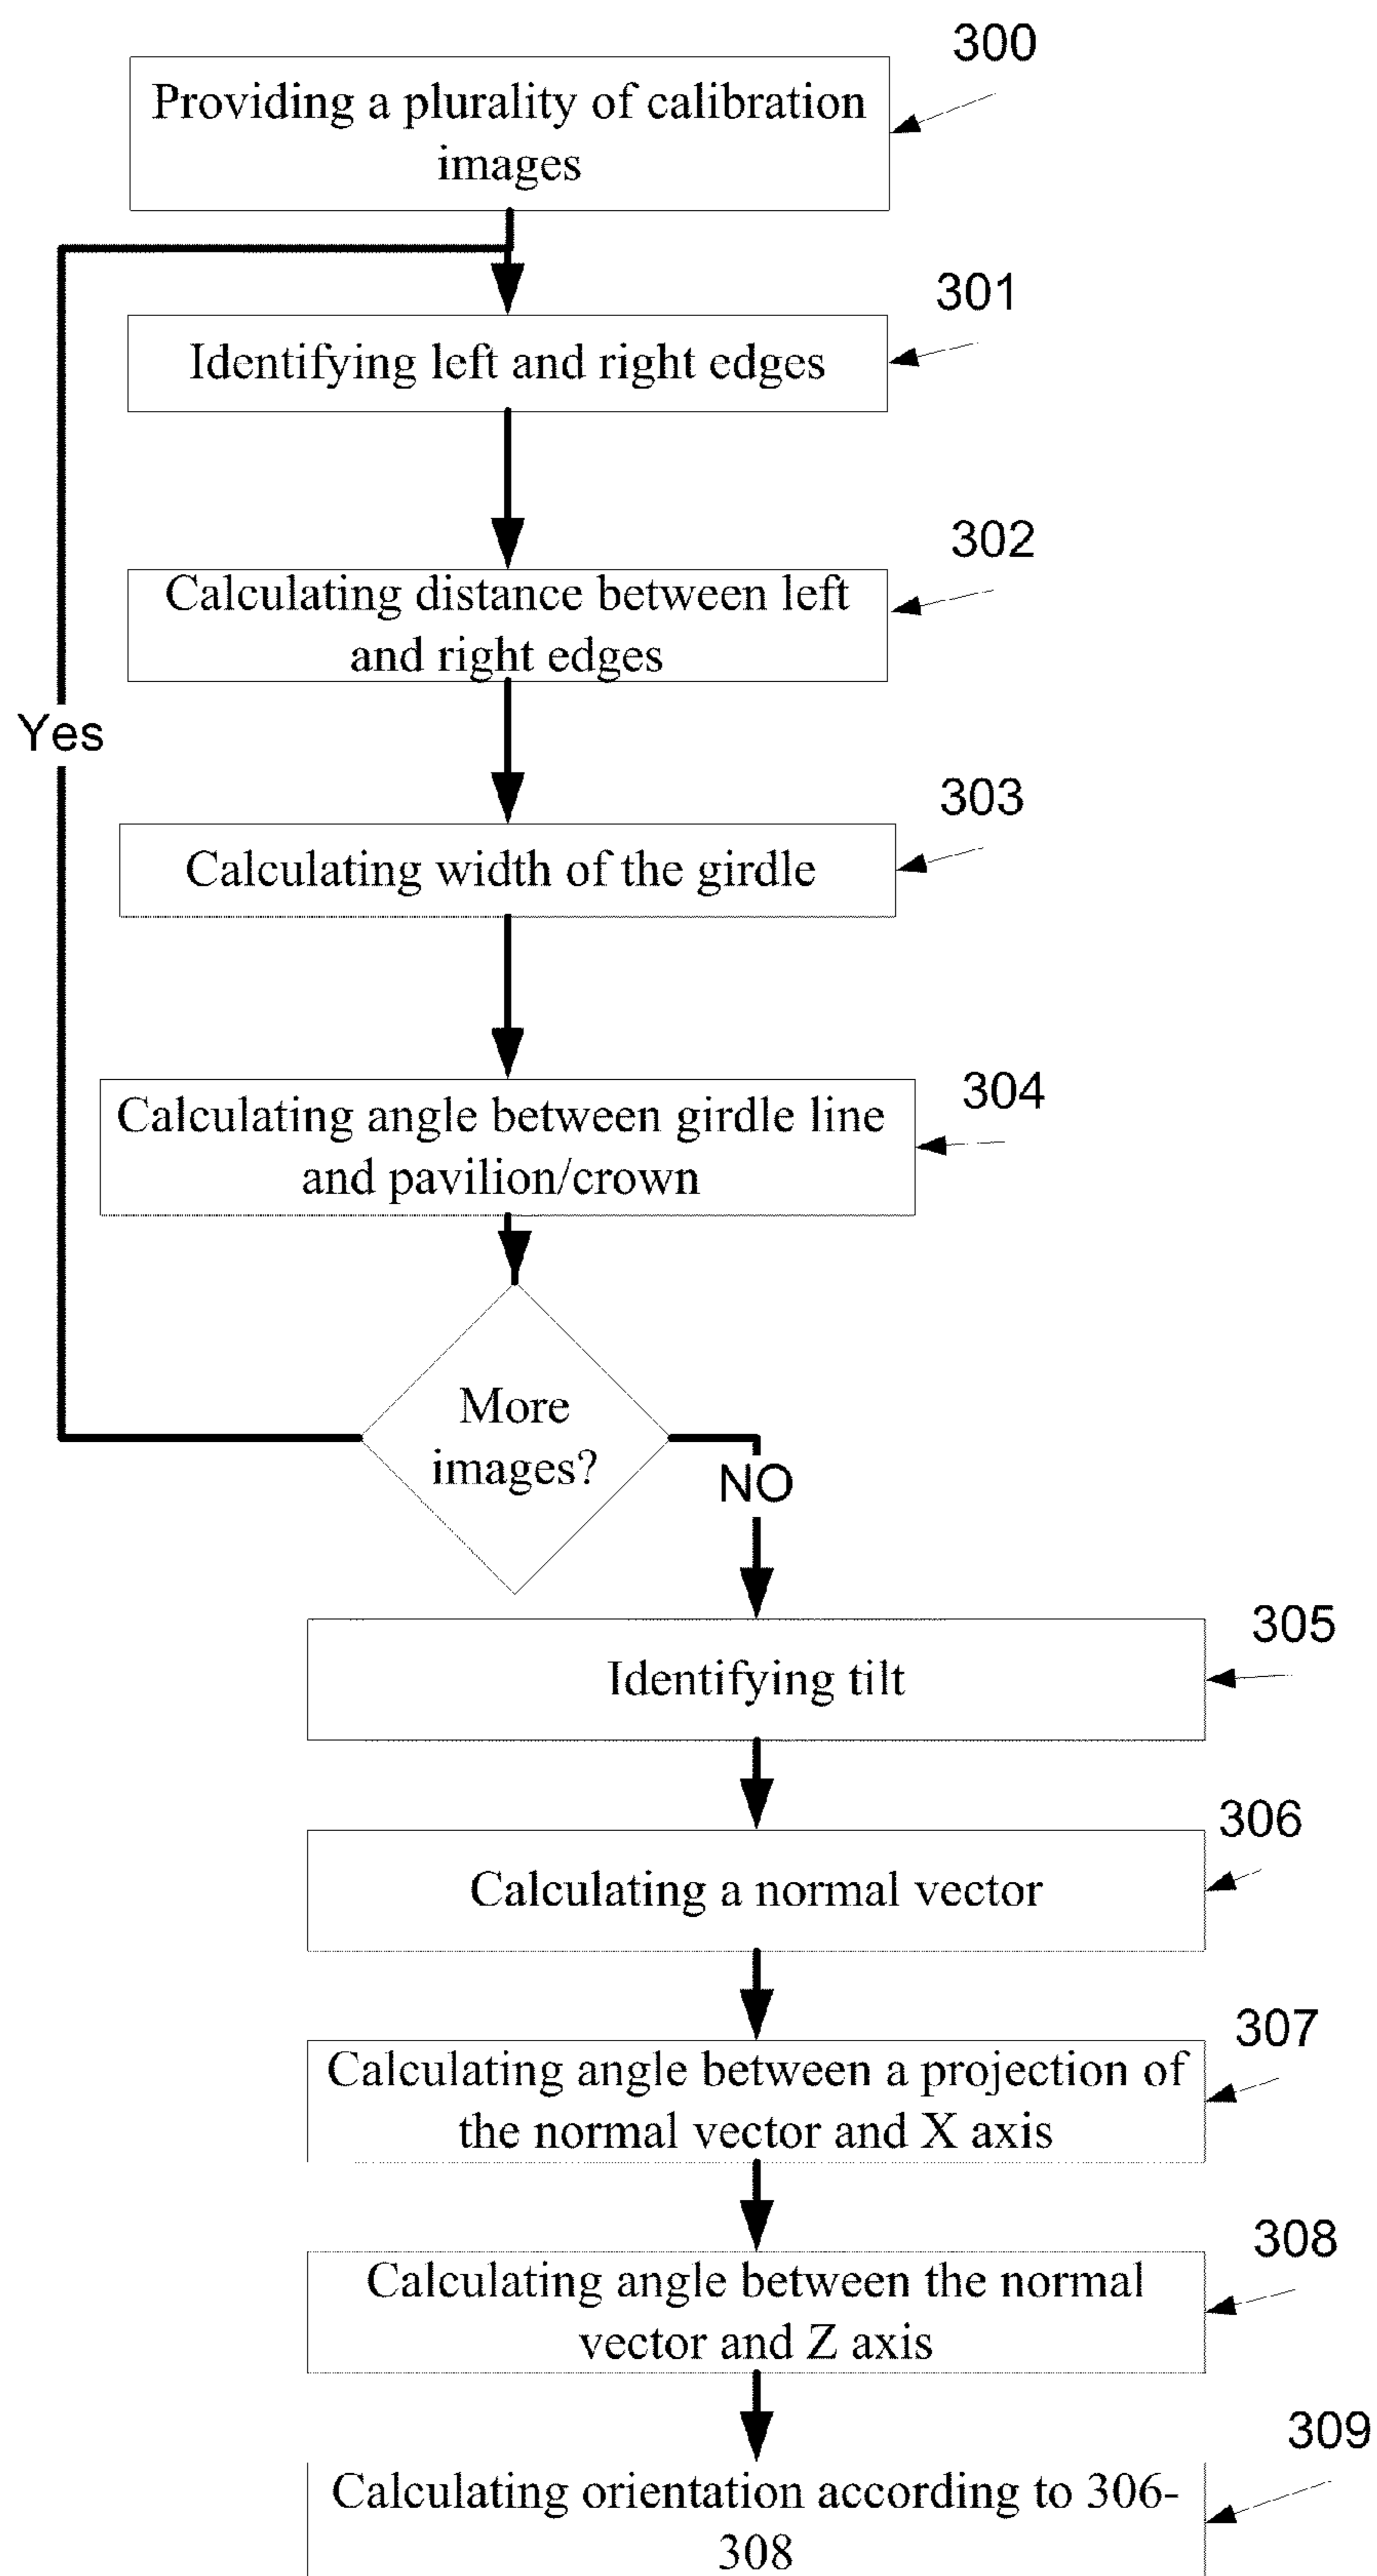 300
Providing a plurality of calibration
images
301
Identifying left and right edges
302
Calculating distance between left
and right edges
Yes
303
Calculating width of the girdle
304
Calculating angle between girdle line
and pavilion/crown
More
images?
NO
305
Identifying tilt
306
Calculating a normal vector
307
Calculating angle between a projection of
the normal vector and X axis
308
Calculating angle between the normal
vector and Z axis
309
Calculating orientation according to 306-
308